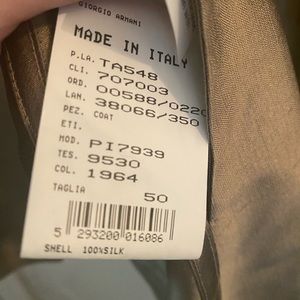 GIORGIO ARMANI
MADE IN ITALY
P.LA. TA548
CLI. 707003
ORD. 00588/0220
LAN. 38066/350
PEZ. COAT
ETI.
MOD. PI7939
TES. 9530
COL. 1964
TAGLIA 50
5 293200 016086
SHELL 100%SILK